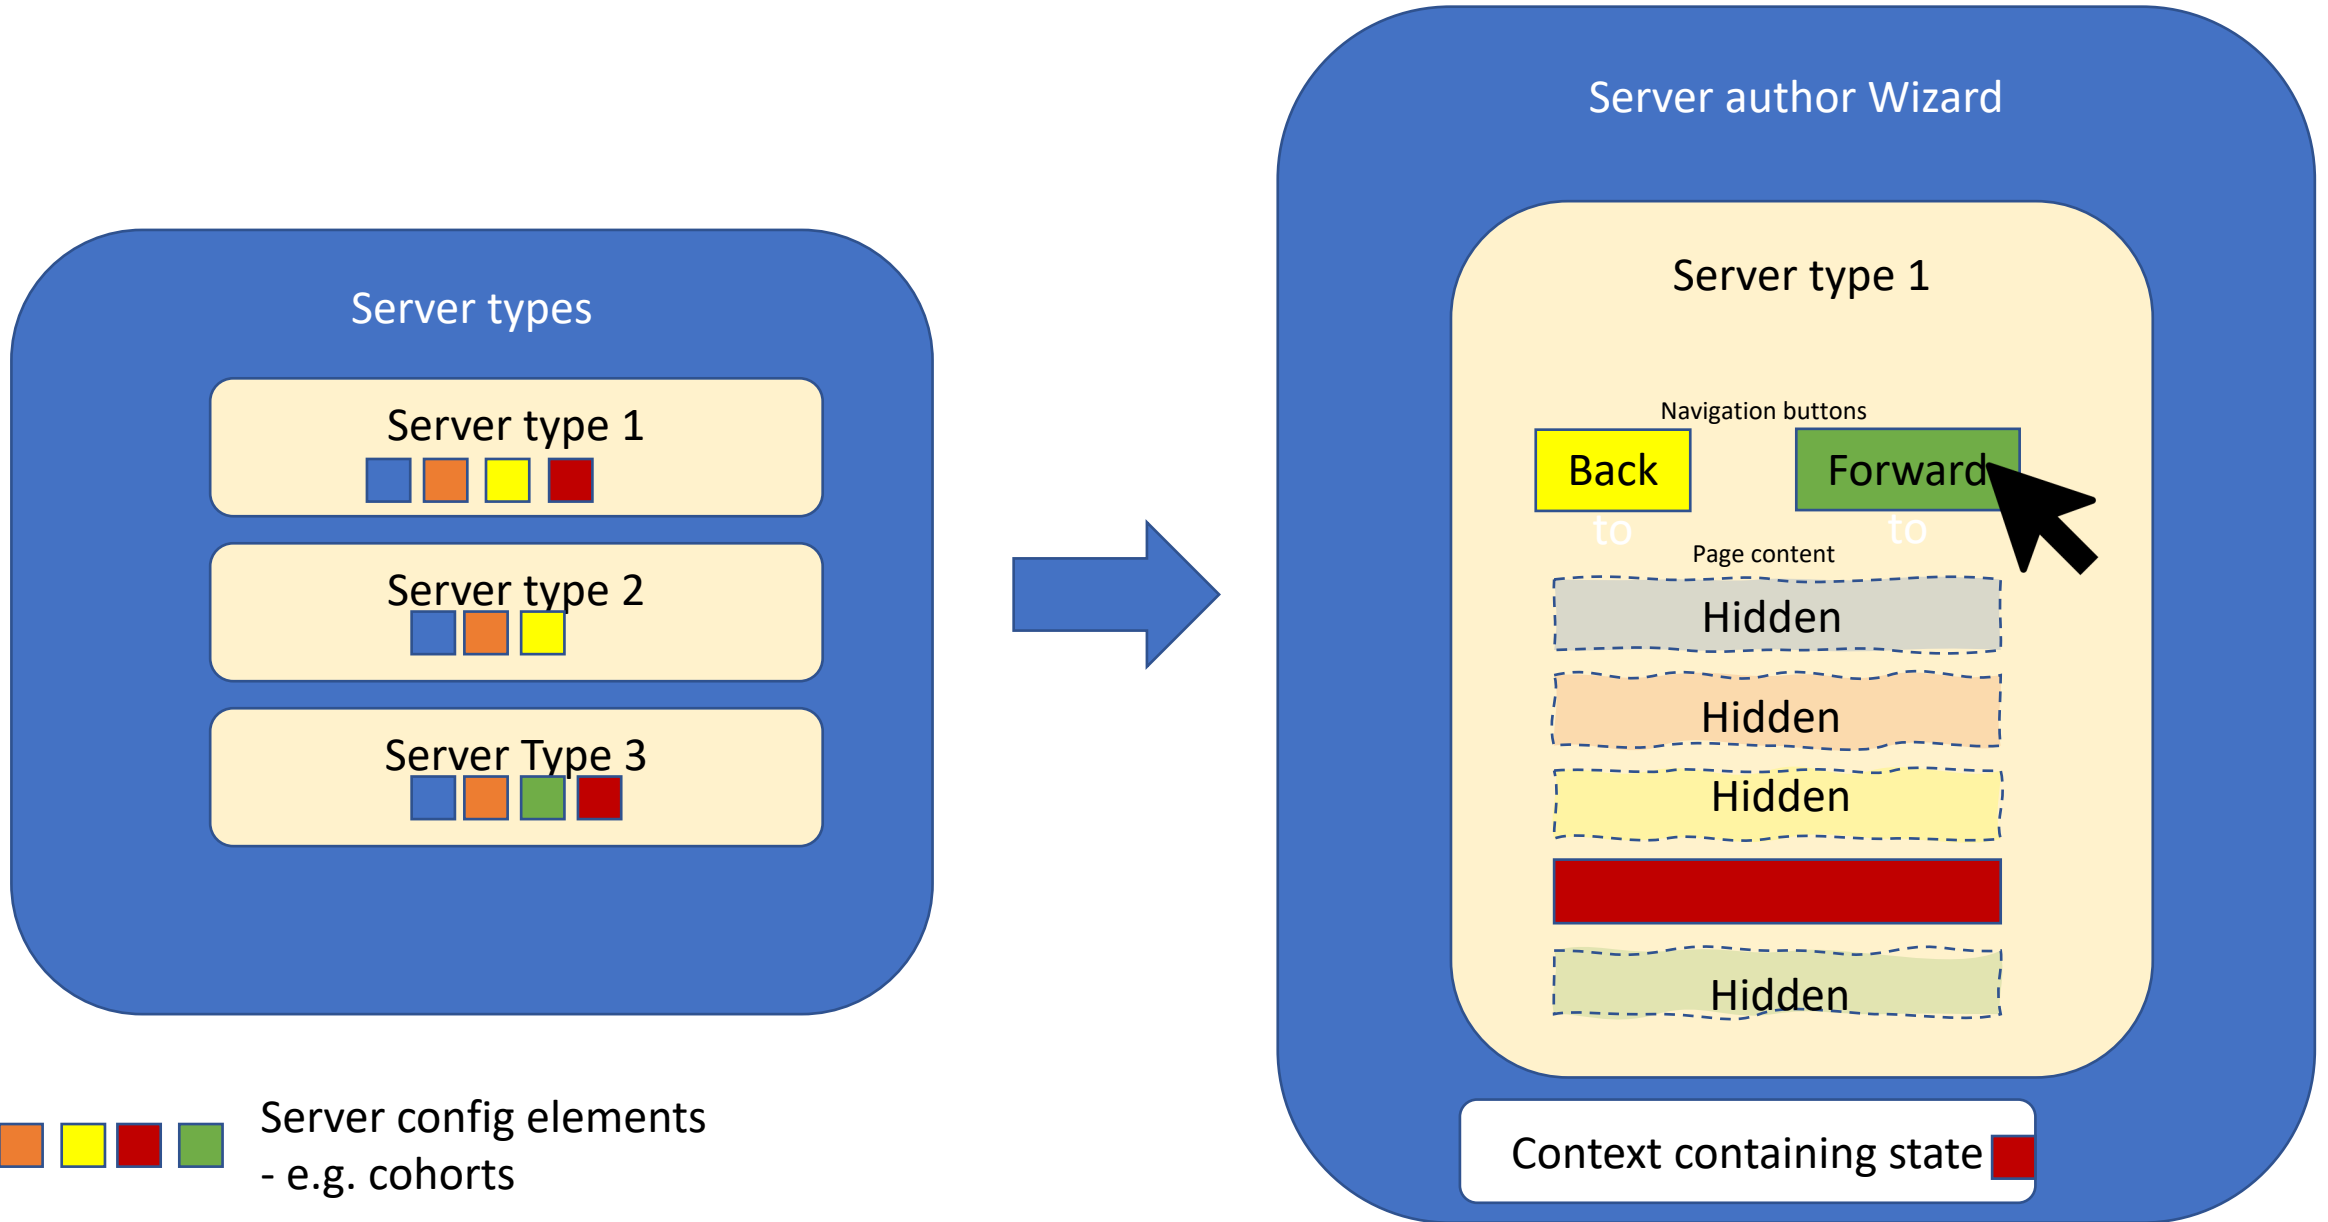 Server types
Server type 1
Server type 2
Server Type 3
Server config elements
- e.g. cohorts
Server author Wizard
Server type 1
Navigation buttons
Back
to
Forward
to
Page content
Hidden
Hidden
Hidden
Hidden
Context containing state